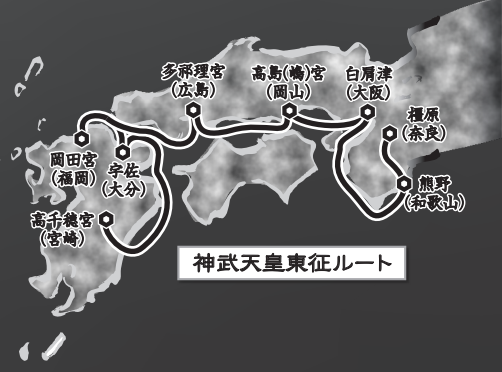 多祁理宮
(広島)
高島(嶋)宮
(岡山)
白肩津
(大阪)
橿原
(奈良)
岡田宮
(福岡)
宇佐
(大分)
熊野
(和歌山)
高千穂宮
(宮崎)
神武天皇東征ルート